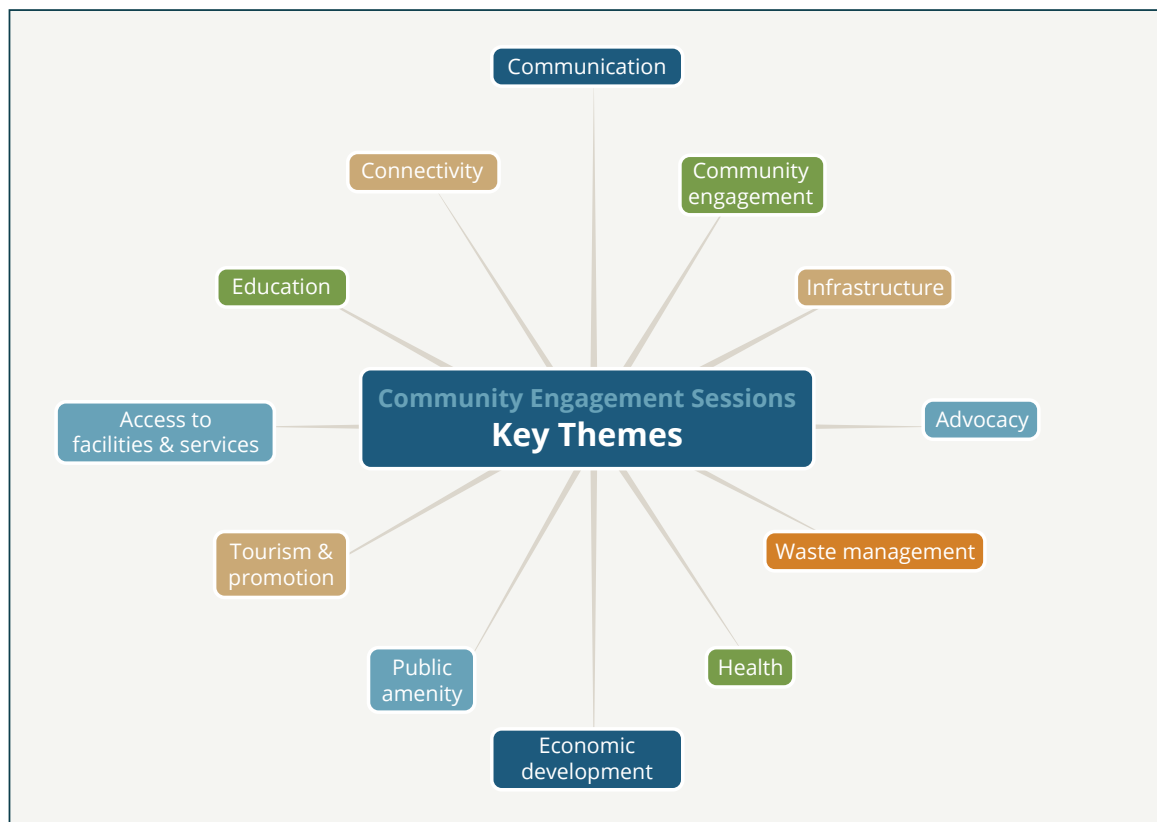 Communication
Connectivity
Community
engagement
Education
Infrastructure
Community Engagement Sessions
Key Themes
Access to
facilities & services
Advocacy
Tourism &
promotion
Waste management
Public
amenity
Health
Economic
development